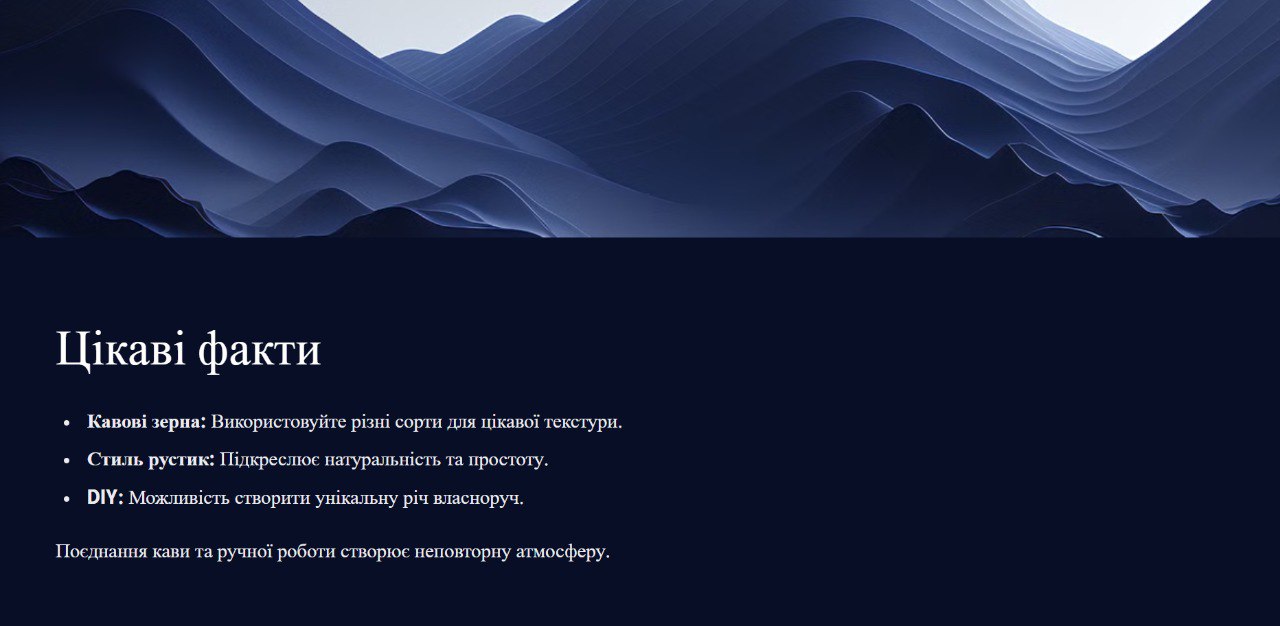 Цікаві факти
• Кавові зерна: Використовуйте різні сорти для цікавої текстури.
• Стиль рустик: Підкреслює натуральність та простоту.
• DIY: Можливість створити унікальну річ власноруч.
Поєднання кави та ручної роботи створює неповторну атмосферу.